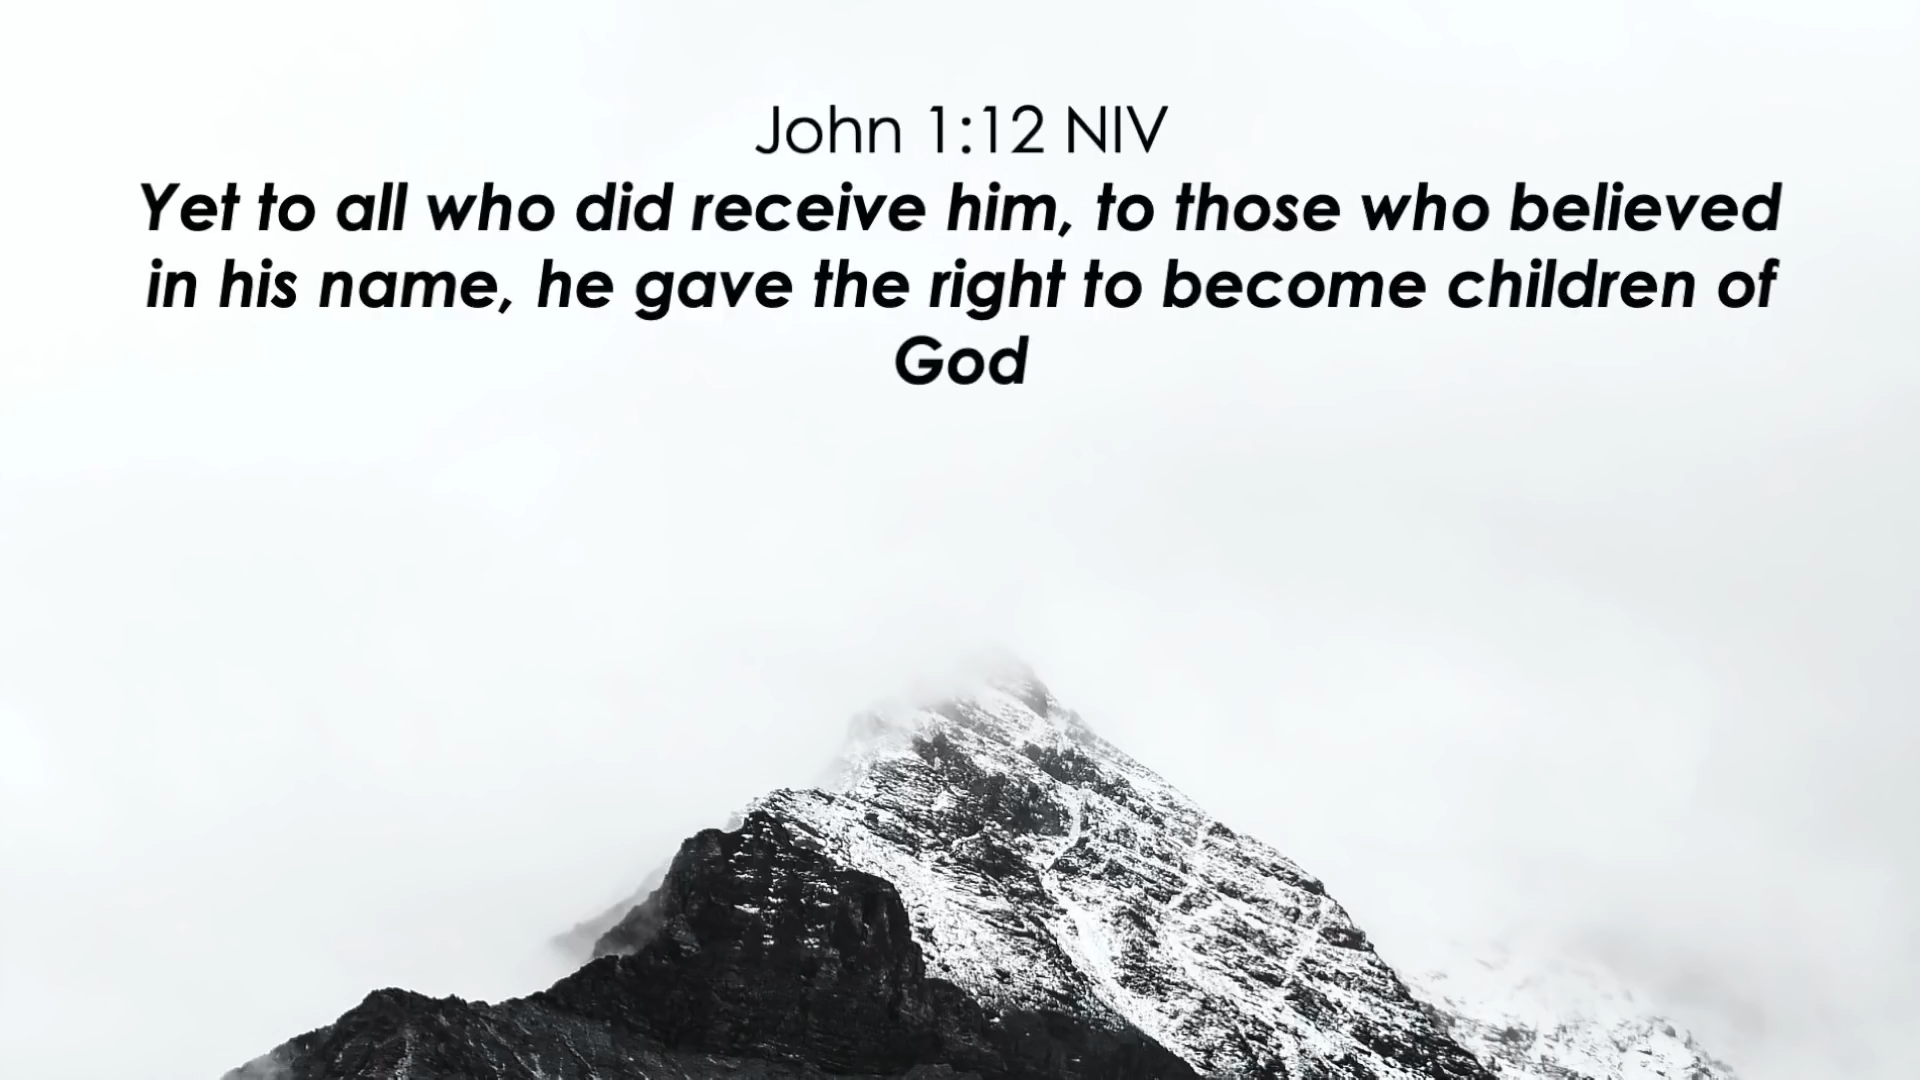 John 1:12 NIV
Yet to all who did receive him, to those who believed
in his name, he gave the right to become children of
God